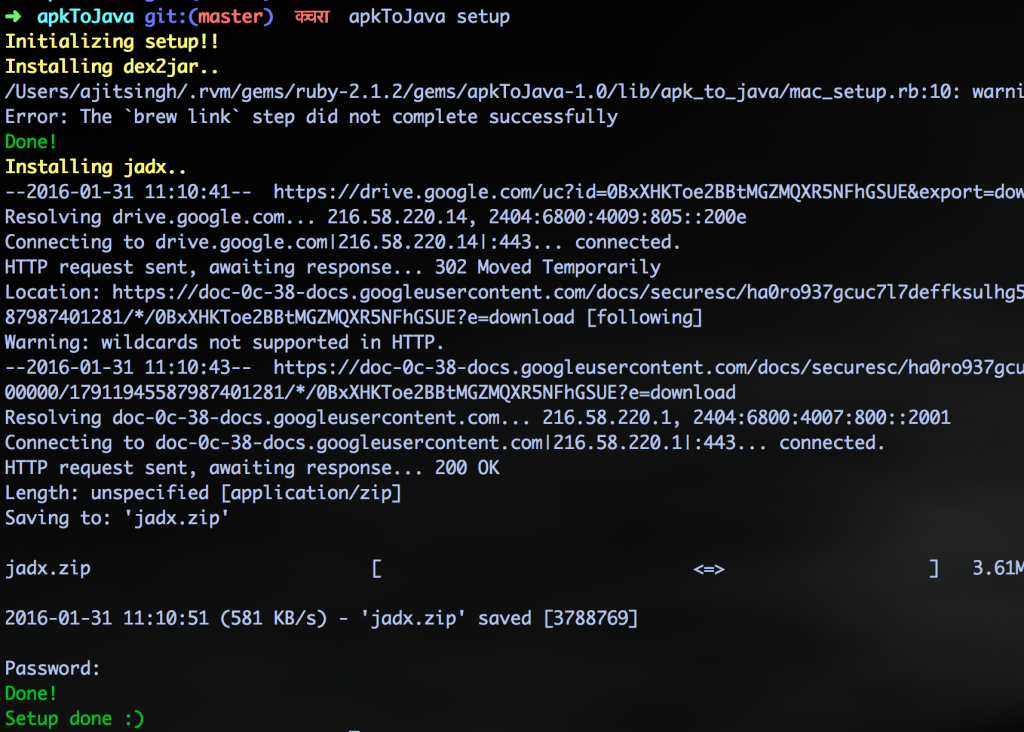 ➜ apkToJava git:(master) कचरा apkToJava setup
Initializing setup!!
Installing dex2jar..
/Users/ajitsingh/.rvm/gems/ruby-2.1.2/gems/apkToJava-1.0/lib/apk_to_java/mac_setup.rb:10: warni
Error: The `brew link` step did not complete successfully
Done!
Installing jadx..
--2016-01-31 11:10:41-- https://drive.google.com/uc?id=0BxXHKToe2BBtMGZMQXR5NFhGSUE&export=dow
Resolving drive.google.com... 216.58.220.14, 2404:6800:4009:805::200e
Connecting to drive.google.com|216.58.220.14|:443... connected.
HTTP request sent, awaiting response... 302 Moved Temporarily
Location: https://doc-0c-38-docs.googleusercontent.com/docs/securesc/ha0ro937gcuc7l7deffksulhg5
87987401281/*/0BxXHKToe2BBtMGZMQXR5NFhGSUE?e=download [following]
Warning: wildcards not supported in HTTP.
--2016-01-31 11:10:43-- https://doc-0c-38-docs.googleusercontent.com/docs/securesc/ha0ro937gcu
00000/17911945587987401281/*/0BxXHKToe2BBtMGZMQXR5NFhGSUE?e=download
Resolving doc-0c-38-docs.googleusercontent.com... 216.58.220.1, 2404:6800:4007:800::2001
Connecting to doc-0c-38-docs.googleusercontent.com|216.58.220.1|:443... connected.
HTTP request sent, awaiting response... 200 OK
Length: unspecified [application/zip]
Saving to: 'jadx.zip'
jadx.zip [ <=> ] 3.61M
2016-01-31 11:10:51 (581 KB/s) - 'jadx.zip' saved [3788769]
Password:
Done!
Setup done :)